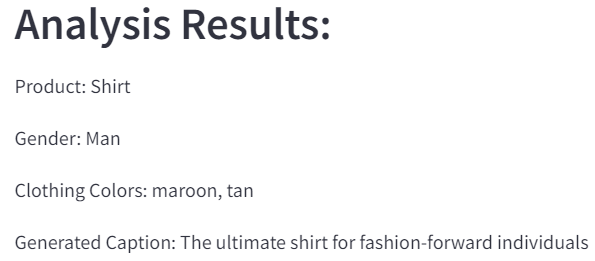 Analysis Results:
Product: Shirt
Gender: Man
Clothing Colors: maroon, tan
Generated Caption: The ultimate shirt for fashion-forward individuals